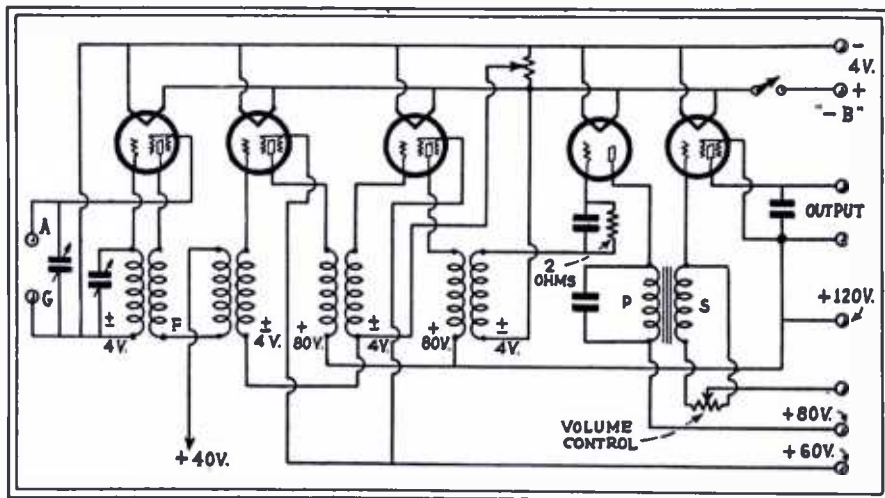 -
4V.
+
"-B"
A
G
OUTPUT
2
OHMS
P
S
+120V.
±
4V.
F
±
4V.
+
80V.
±
4V.
+
80V.
±
4V.
+40V.
VOLUME
CONTROL
+80V.
+60V.